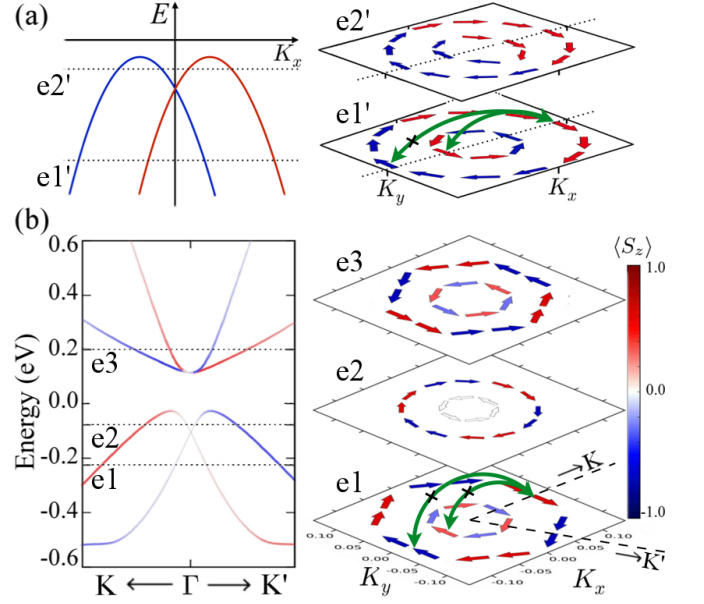 (a)
E
K_x
e2'
e1'
e2'
e1'
K_y
K_x
(b)
0.6
0.4
0.2
0.0
-0.2
-0.4
-0.6
Energy (eV)
e3
e2
e1
K ← Γ → K'
e3
e2
e1
→ K
→ K'
0.10
0.05
0.00
-0.05
-0.10
-0.10
-0.05
0.00
0.05
0.10
K_y
K_x
⟨S_z⟩
1.0
0.0
-1.0